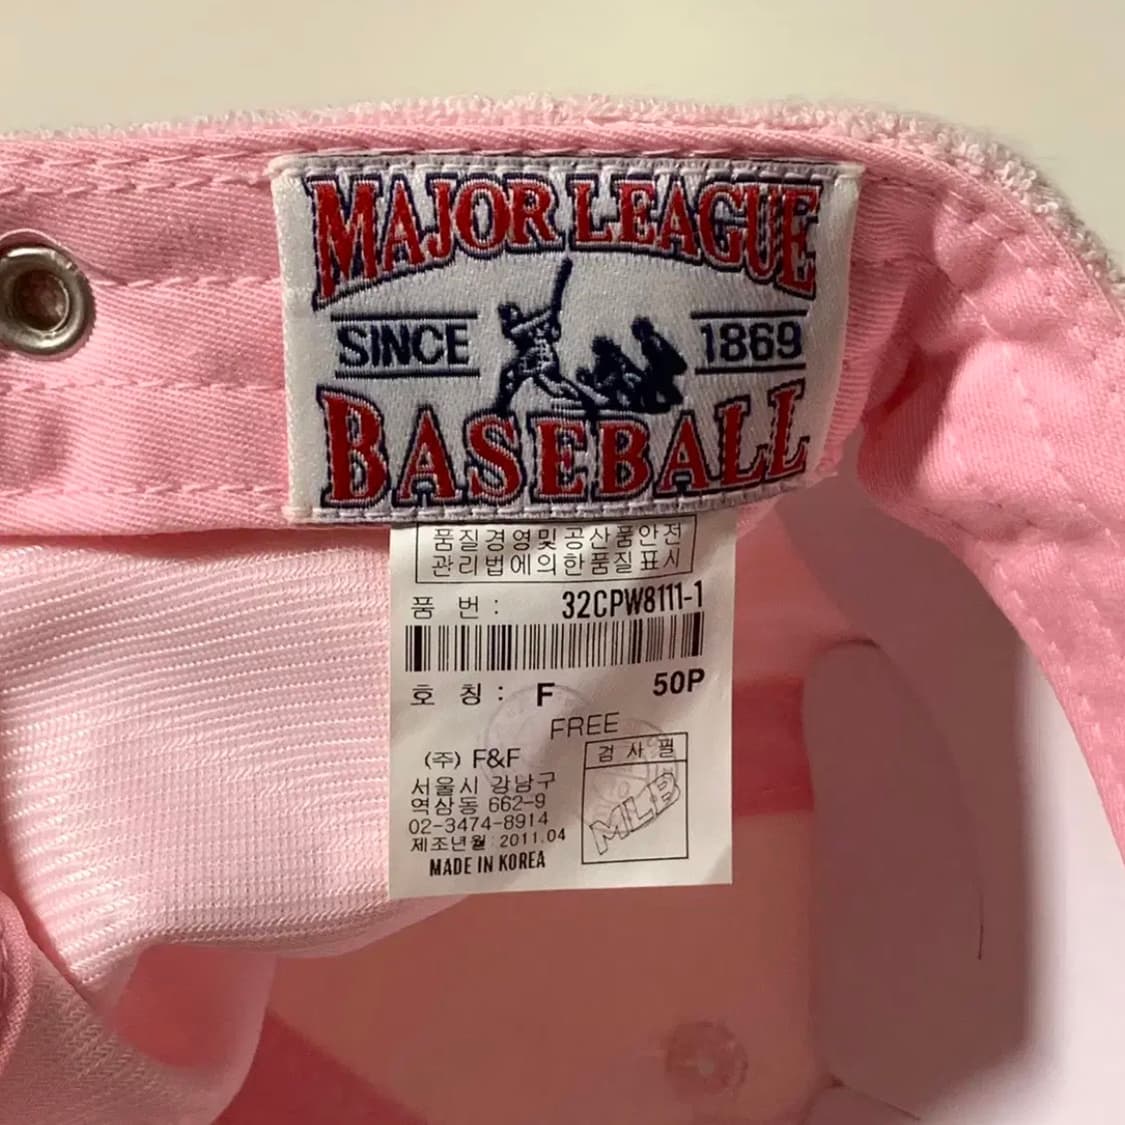 MAJOR LEAGUE
SINCE 1869
BASEBALL
품질경영및공산품안전
관리법에의한품질표시
품 번 : 32CPW8111-1
호 칭 : F 50P
FREE
검 사 필
MLB
(주) F&F
서울시 강남구
역삼동 662-9
02-3474-8914
제조년월:2011.04
MADE IN KOREA